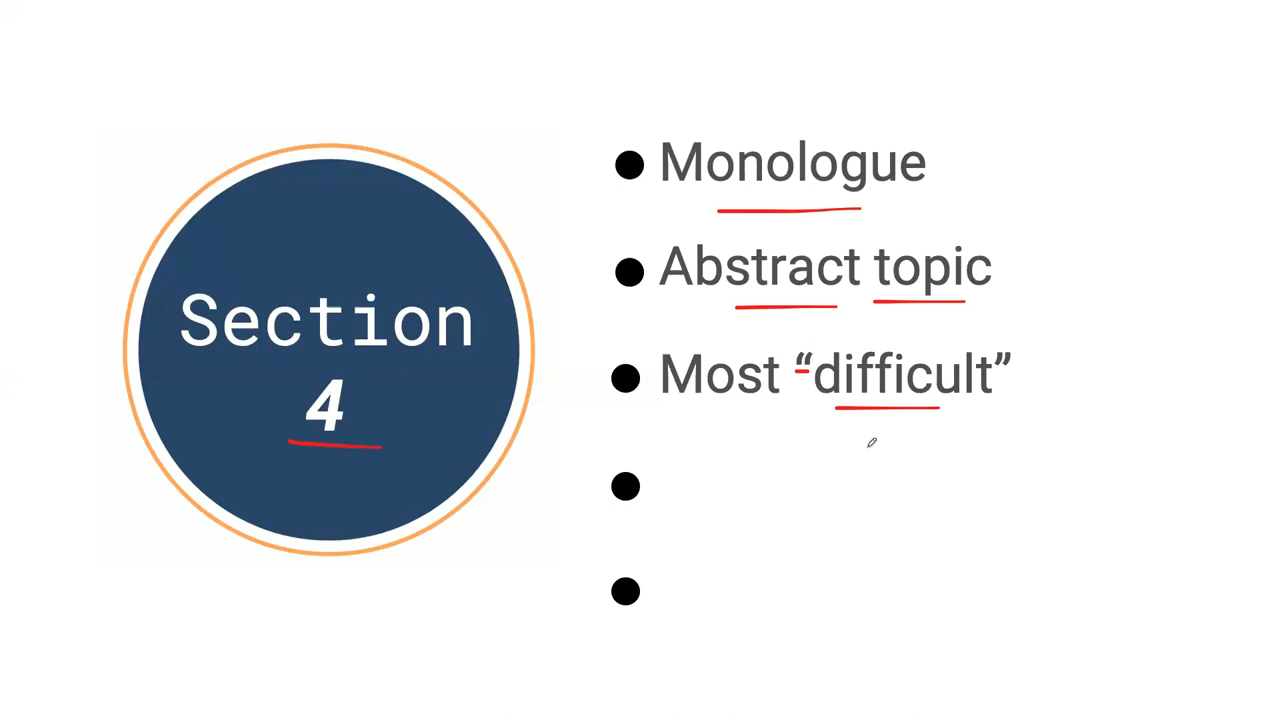 Section
4
● Monologue
● Abstract topic
● Most “difficult”
●
●